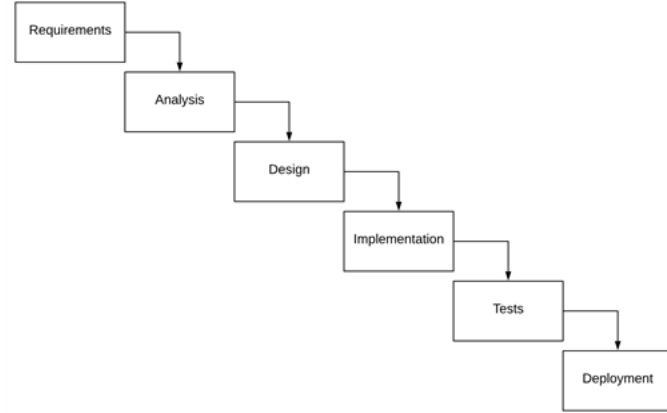 Requirements
Analysis
Design
Implementation
Tests
Deployment